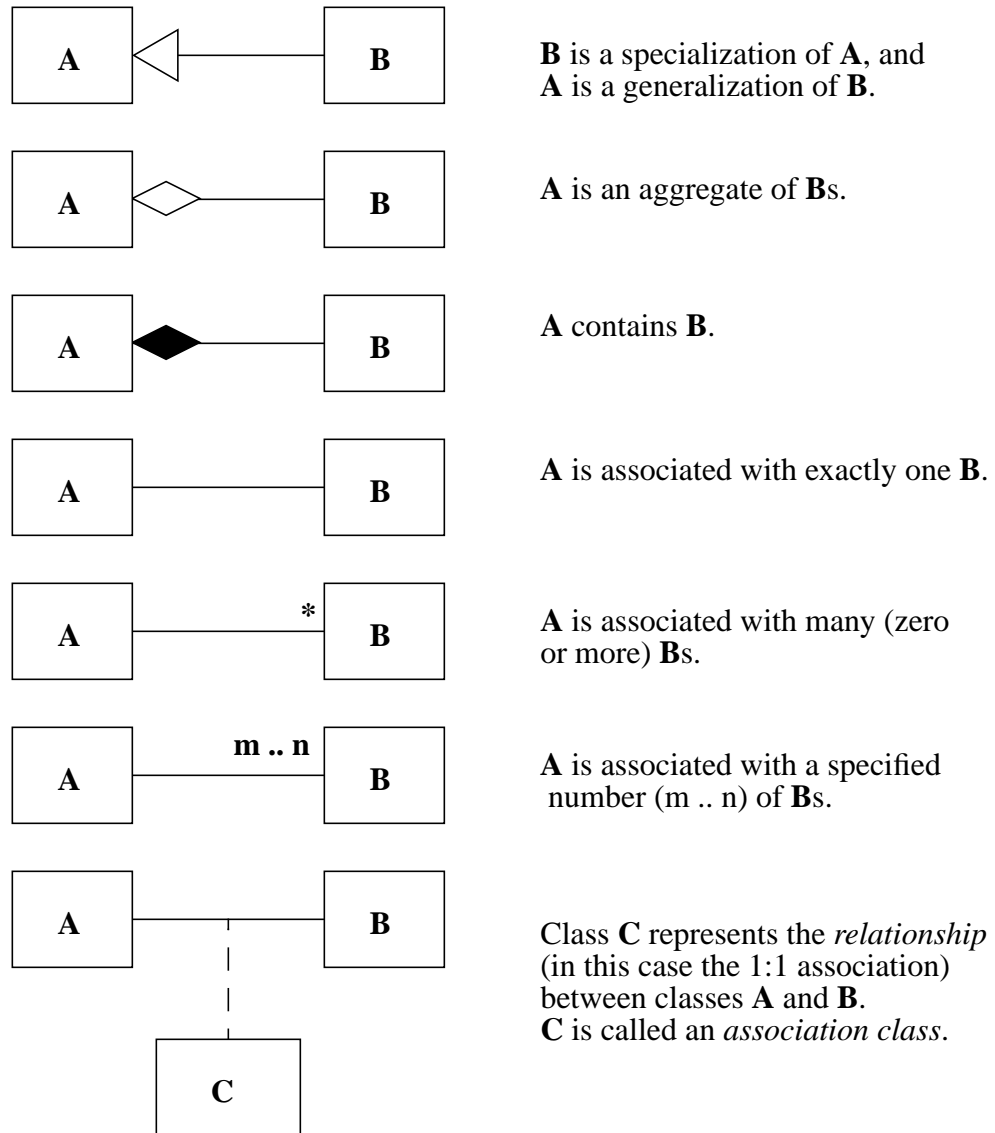 A B
B is a specialization of A, and
A is a generalization of B.
A B
A is an aggregate of Bs.
A B
A contains B.
A B
A is associated with exactly one B.
A * B
A is associated with many (zero
or more) Bs.
A m .. n B
A is associated with a specified
number (m .. n) of Bs.
A B
Class C represents the relationship
(in this case the 1:1 association)
between classes A and B.
C is called an association class.
C